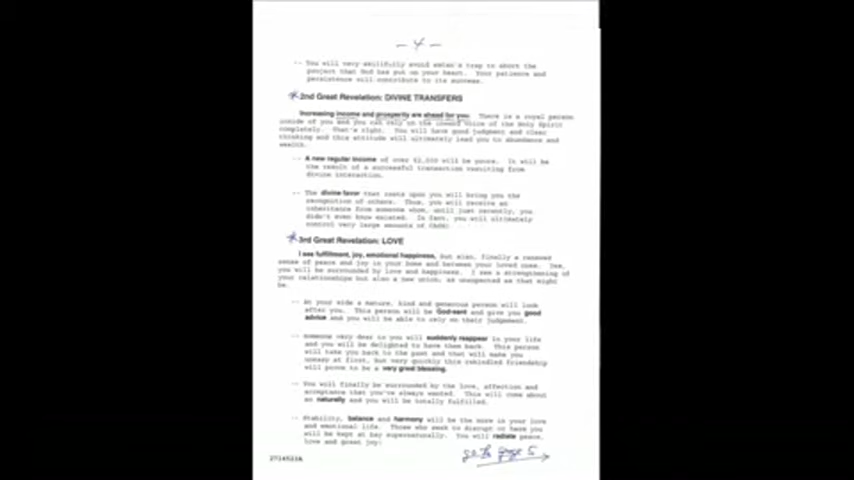 - 4 -
-- You will very skillfully avoid satan's trap to abort the
project that God has put on your heart. Your patience and
persistence will contribute to its success.
* 2nd Great Revelation: DIVINE TRANSFERS
Increasing income and prosperity are ahead for you. There is a royal person
inside of you and you can rely on the inward voice of the Holy Spirit
completely. That's right. You will have good judgment and clear
thinking and this attitude will ultimately lead you to abundance and
wealth.
-- A new regular income of over $2,000 will be yours. It will be
the result of a successful transaction resulting from
divine interaction.
-- The divine favor that rests upon you will bring you the
recognition of others. Thus, you will receive an
inheritance from someone whom, until just recently, you
didn't even know existed. In fact, you will ultimately
control very large amounts of CASH!
* 3rd Great Revelation: LOVE
I see fulfillment, joy, emotional happiness, but also, finally a renewed
sense of peace and joy in your home and between your loved ones. Yes,
you will be surrounded by love and happiness. I see a strengthening of
your relationships but also a new union, as unexpected as that might
be.
-- At your side a mature, kind and generous person will look
after you. This person will be God-sent and give you good
advice and you will be able to rely on their judgement.
-- Someone very dear to you will suddenly reappear in your life
and you will be delighted to have them back. This person
will take you back to the past and that will make you
uneasy at first, but very quickly this rekindled friendship
will prove to be a very great blessing.
-- You will finally be surrounded by the love, affection and
acceptance that you've always wanted. This will come about
so naturally and you will be totally fulfilled.
-- Stability, balance and harmony will be the norm in your love
and emotional life. Those who seek to disrupt or harm you
will be kept at bay supernaturally. You will radiate peace,
love and great joy!
go to page 5
2714523A